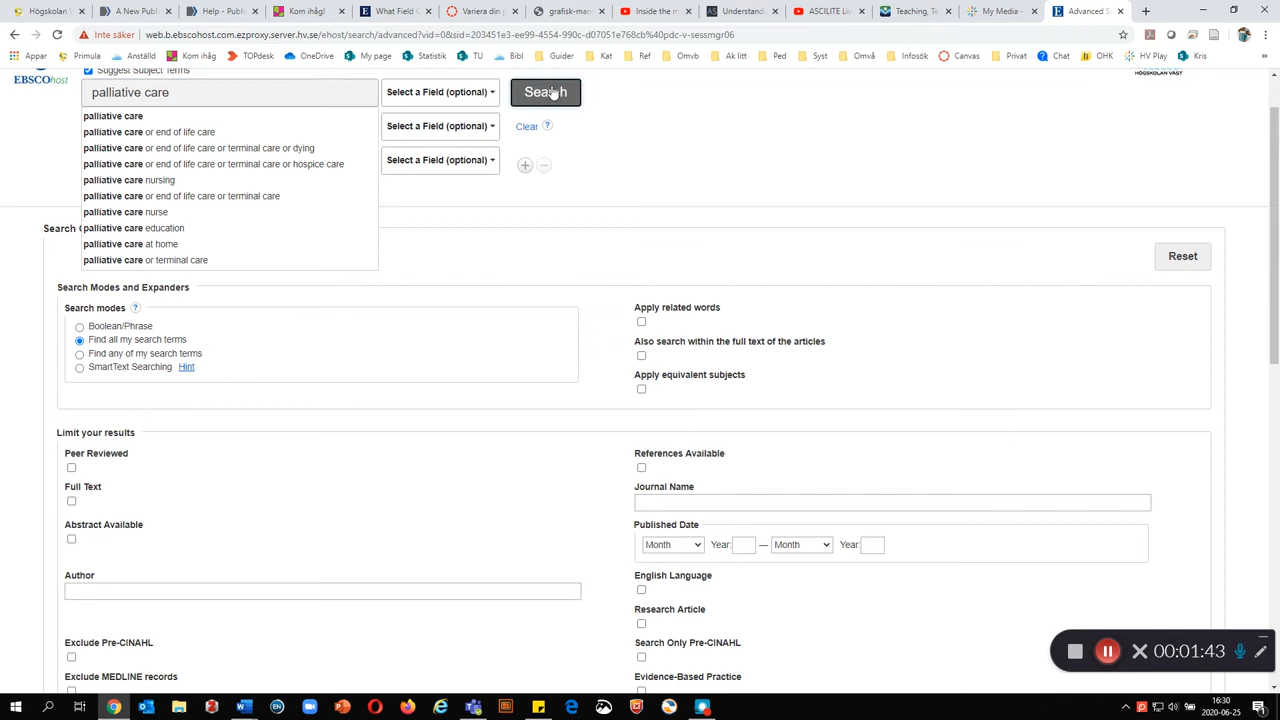 Högskolan
A New Publ
Help - Publi
Kom ihåg!
What Field C
Variera din j
grafisk-man
Inside the m
Understandi
ASCILITE Liv
Teaching, Te
My Media -
Advanced S
Inte säker
web.b.ebscohost.com.ezproxy.server.hv.se/ehost/search/advanced?vid=0&sid=203451e3-ee99-4554-990c-d07051e768cb%40pdc-v-sessmgr06
Appar
Fraser
Anställd
Kom ihåg
TOPdesk
OneDrive
My page
Statistik
TU
Bibl
Guider
Kat
Ref
Omvb
Ak litt
Ped
Syst
Omvå
Infosök
Canvas
Privat
Chat
OHK
HV Play
Kris
EBSCOhost
Suggest Subject Terms
HÖGSKOLAN VÄST
palliative care
Select a Field (optional)
Search
palliative care
palliative care or end of life care
palliative care or end of life care or terminal care or dying
palliative care or end of life care or terminal care or hospice care
palliative care nursing
palliative care or end of life care or terminal care
palliative care nurse
palliative care education
palliative care at home
palliative care or terminal care
Select a Field (optional)
Clear ?
Select a Field (optional)
Search
Reset
Search Modes and Expanders
Search modes ?
Boolean/Phrase
Find all my search terms
Find any of my search terms
SmartText Searching Hint
Apply related words
Also search within the full text of the articles
Apply equivalent subjects
Limit your results
Peer Reviewed
References Available
Full Text
Journal Name
Abstract Available
Published Date
Month Year: — Month Year:
Author
English Language
Research Article
Exclude Pre-CINAHL
Search Only Pre-CINAHL
Exclude MEDLINE records
Evidence-Based Practice
00:01:43
16:30
2020-06-25